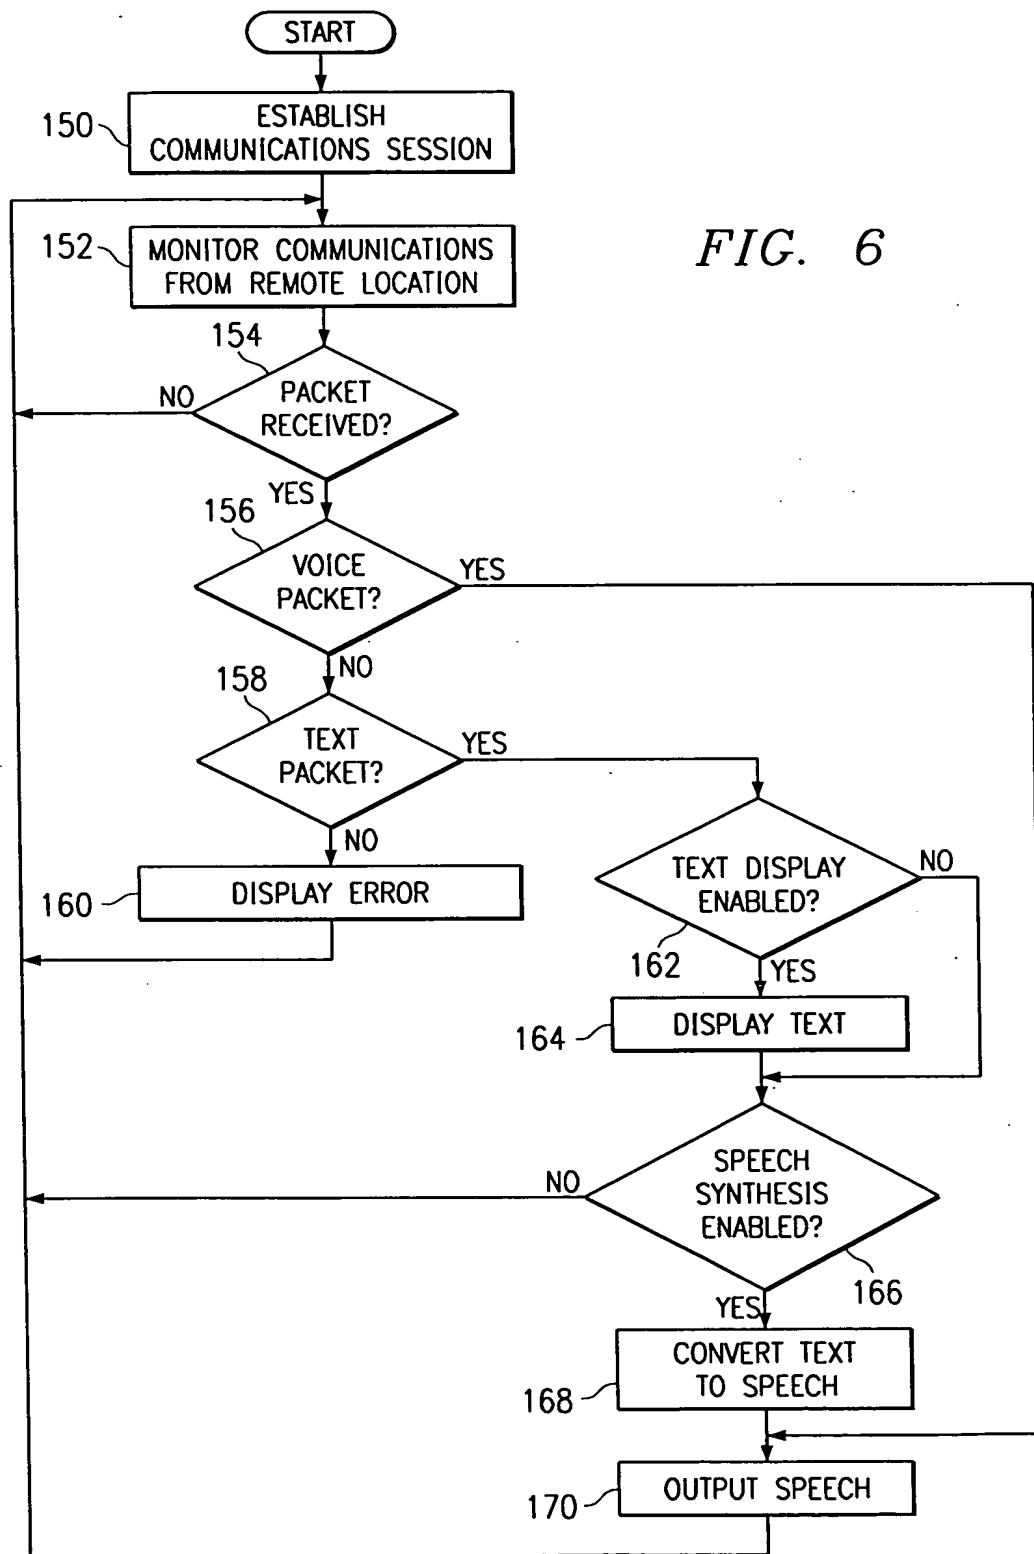 START
150
ESTABLISH
COMMUNICATIONS SESSION
152
MONITOR COMMUNICATIONS
FROM REMOTE LOCATION
FIG. 6
154
PACKET
RECEIVED?
NO
YES
156
VOICE
PACKET?
YES
NO
158
TEXT
PACKET?
YES
NO
160
DISPLAY ERROR
TEXT DISPLAY
ENABLED?
NO
162
YES
164
DISPLAY TEXT
SPEECH
SYNTHESIS
ENABLED?
NO
166
YES
168
CONVERT TEXT
TO SPEECH
170
OUTPUT SPEECH